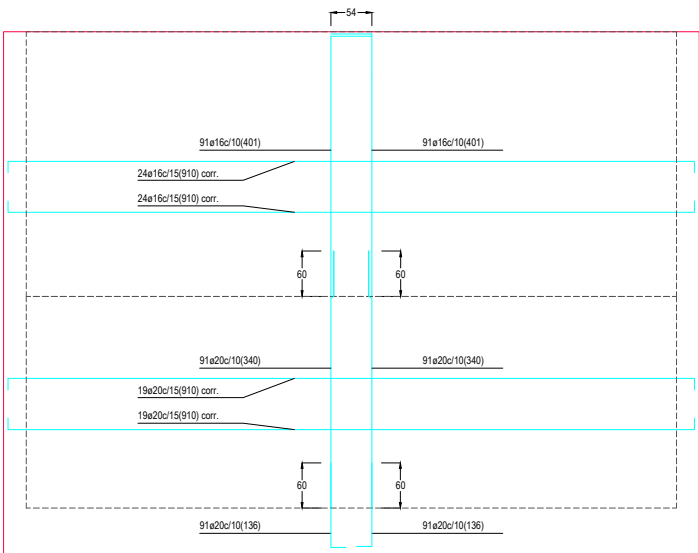 54
91ø16c/10(401) 91ø16c/10(401)
24ø16c/15(910) corr.
24ø16c/15(910) corr.
60 60
91ø20c/10(340) 91ø20c/10(340)
19ø20c/15(910) corr.
19ø20c/15(910) corr.
60 60
91ø20c/10(136) 91ø20c/10(136)